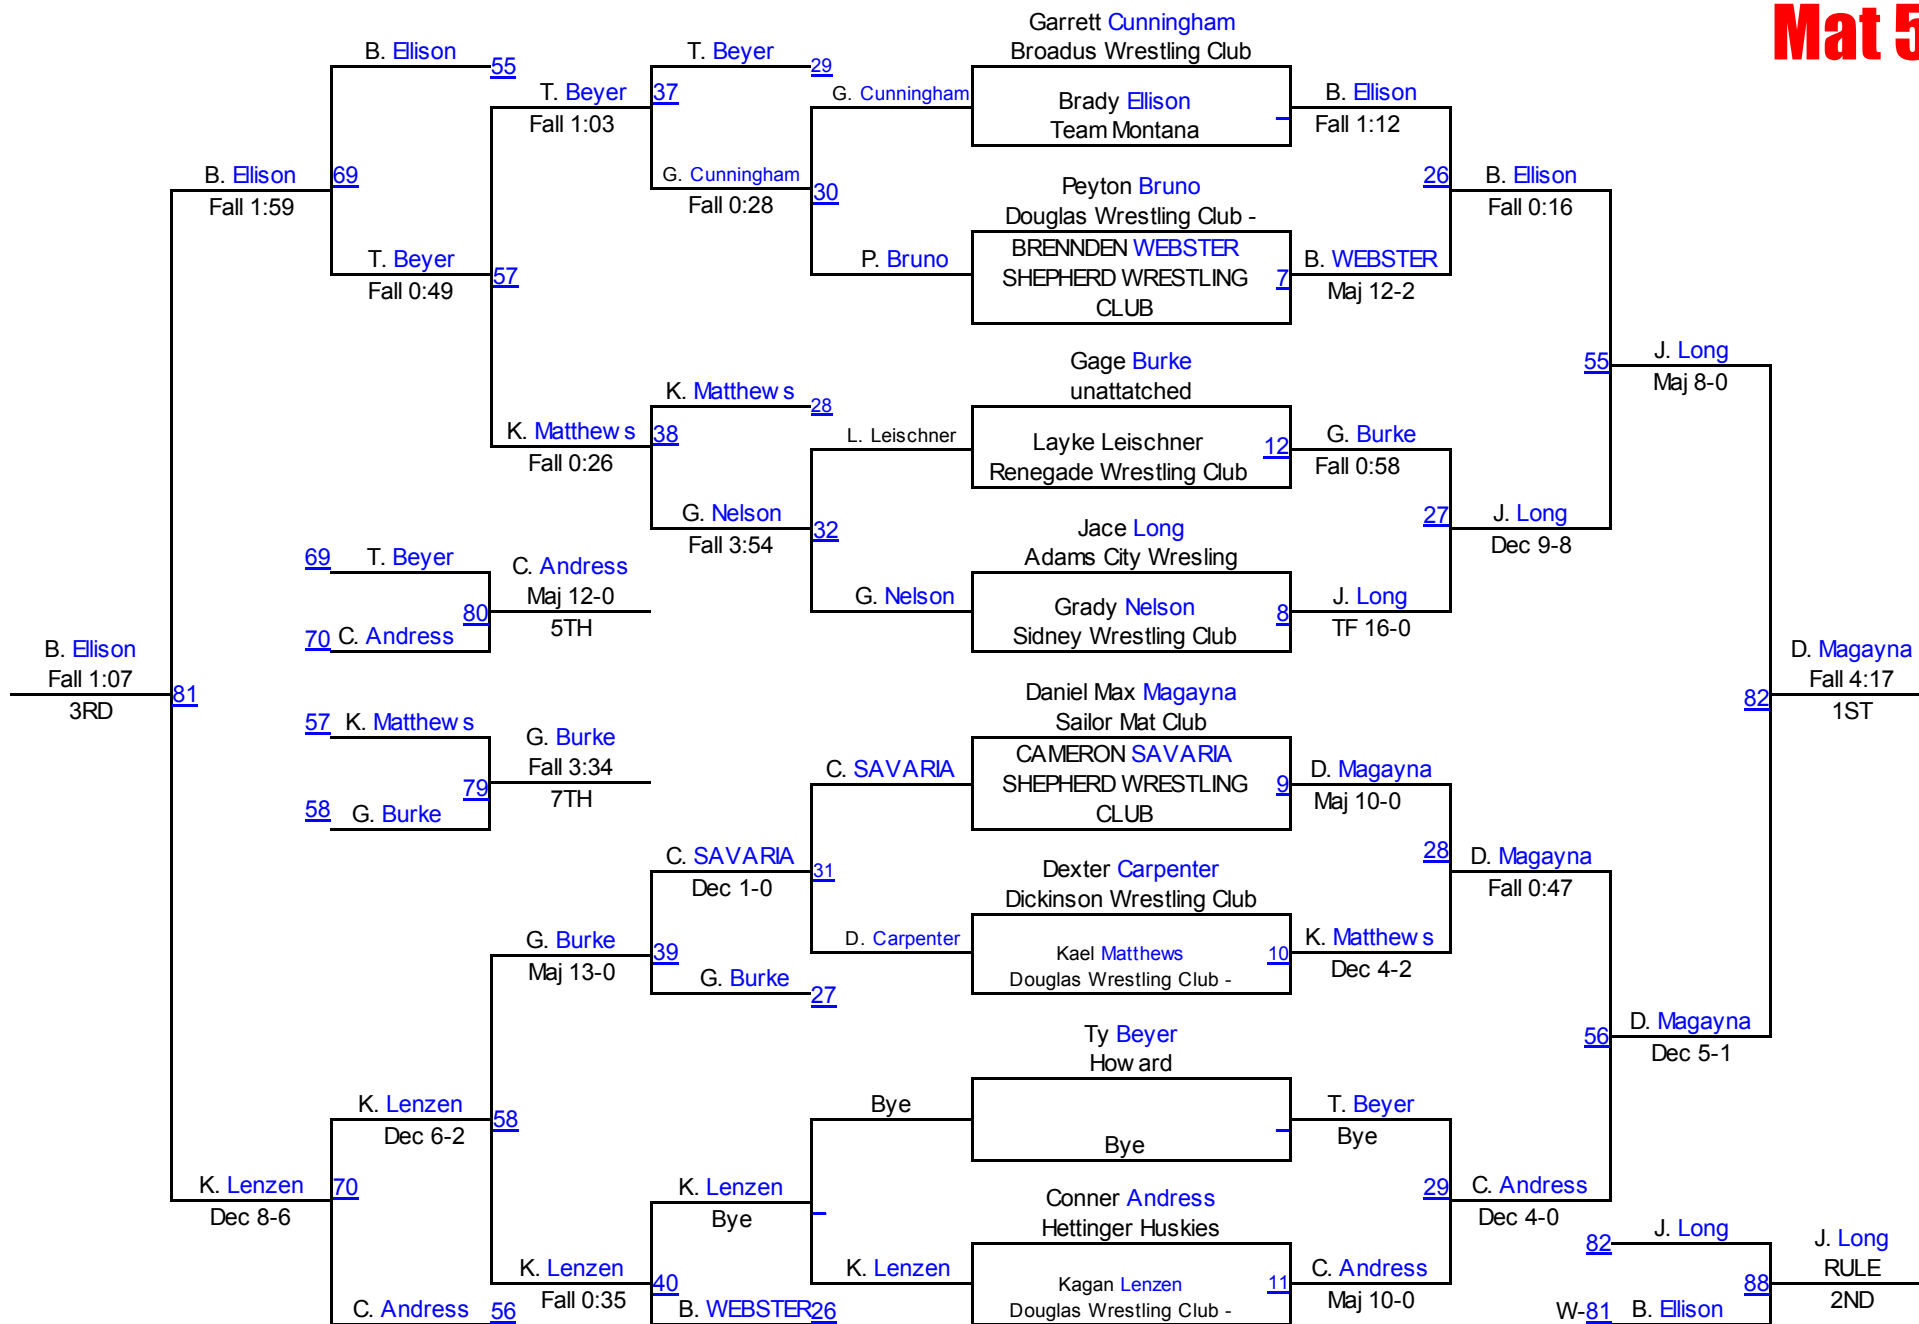 Mat 5
Garrett Cunningham
Broadus Wrestling Club
B. Ellison
55
T. Beyer
29
T. Beyer
37
Fall 1:03
G. Cunningham
Brady Ellison
Team Montana
B. Ellison
Fall 1:12
B. Ellison
69
Fall 1:59
G. Cunningham
30
Fall 0:28
Peyton Bruno
Douglas Wrestling Club -
26
B. Ellison
Fall 0:16
T. Beyer
57
Fall 0:49
P. Bruno
BRENNDEN WEBSTER
SHEPHERD WRESTLING
CLUB
7
B. WEBSTER
Maj 12-2
Gage Burke
unattatched
55
J. Long
Maj 8-0
K. Matthews
28
K. Matthews
38
Fall 0:26
L. Leischner
Layke Leischner
12
Renegade Wrestling Club
G. Burke
Fall 0:58
G. Nelson
32
Fall 3:54
Jace Long
Adams City Wresling
27
J. Long
Dec 9-8
69
T. Beyer
C. Andress
Maj 12-0
80
5TH
70
C. Andress
G. Nelson
Grady Nelson
8
Sidney Wrestling Club
J. Long
TF 16-0
B. Ellison
Fall 1:07
81
3RD
D. Magayna
Fall 4:17
82
1ST
57
K. Matthews
G. Burke
Fall 3:34
79
7TH
58
G. Burke
Daniel Max Magayna
Sailor Mat Club
C. SAVARIA
CAMERON SAVARIA
SHEPHERD WRESTLING
CLUB
9
D. Magayna
Maj 10-0
C. SAVARIA
31
Dec 1-0
Dexter Carpenter
Dickinson Wrestling Club
28
D. Magayna
Fall 0:47
G. Burke
39
Maj 13-0
G. Burke
27
D. Carpenter
Kael Matthews
10
Douglas Wrestling Club -
K. Matthews
Dec 4-2
Ty Beyer
Howard
56
D. Magayna
Dec 5-1
K. Lenzen
58
Dec 6-2
Bye
Bye
T. Beyer
Bye
K. Lenzen
70
Dec 8-6
K. Lenzen
Bye
Conner Andress
Hettinger Huskies
29
C. Andress
Dec 4-0
K. Lenzen
40
Fall 0:35
C. Andress
56
B. WEBSTER
26
K. Lenzen
Kagan Lenzen
11
Douglas Wrestling Club -
C. Andress
Maj 10-0
82
J. Long
J. Long
RULE
88
2ND
W-81
B. Ellison